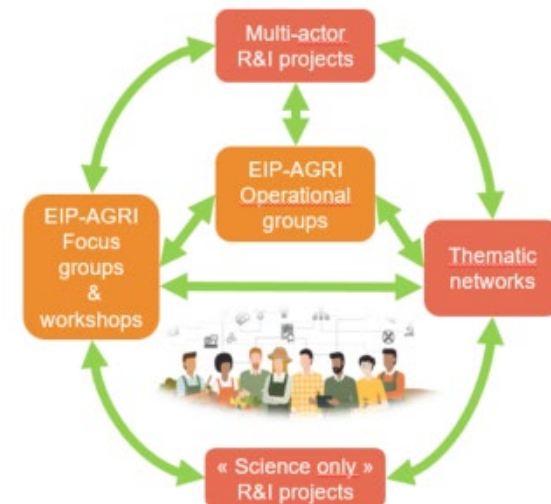 Multi-actor
R&I projects
EIP-AGRI
Operational
groups
EIP-AGRI
Focus
groups
&
workshops
Thematic
networks
« Science only »
R&I projects